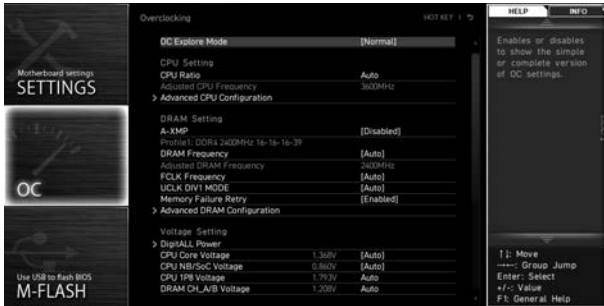 Overclocking
HOT KEY
HELP
INFO
Motherboard settings
SETTINGS
OC
Use USB to flash BIOS
M-FLASH
OC Explore Mode [Normal]
CPU Setting
CPU Ratio Auto
Adjusted CPU Frequency 3600MHz
> Advanced CPU Configuration
DRAM Setting
A-XMP [Disabled]
Profile1: DDR4 2400MHz 16-16-16-39
DRAM Frequency [Auto]
Adjusted DRAM Frequency 2400MHz
FCLK Frequency [Auto]
UCLK DIV1 MODE [Auto]
Memory Failure Retry [Enabled]
> Advanced DRAM Configuration
Voltage Setting
> DigitALL Power
CPU Core Voltage 1.368V [Auto]
CPU NB/SoC Voltage 0.860V [Auto]
CPU 1P8 Voltage 1.793V Auto
DRAM CH_A/B Voltage 1.208V Auto
Enables or disables
to show the simple
or complete version
of OC settings.
↑↓: Move
→←: Group Jump
Enter: Select
+/-: Value
F1: General Help